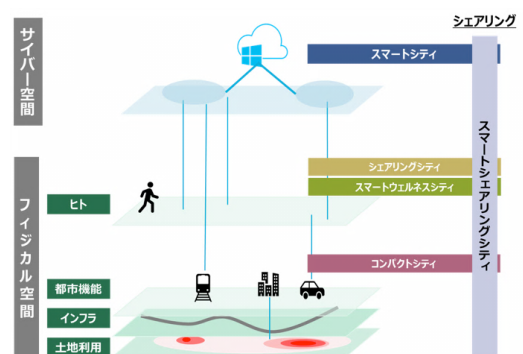 シェアリング
サイバー空間
スマートシティ
シェアリングシティ
スマートウェルネスシティ
スマートシェアリングシティ
フィジカル空間
ヒト
コンパクトシティ
都市機能
インフラ
土地利用